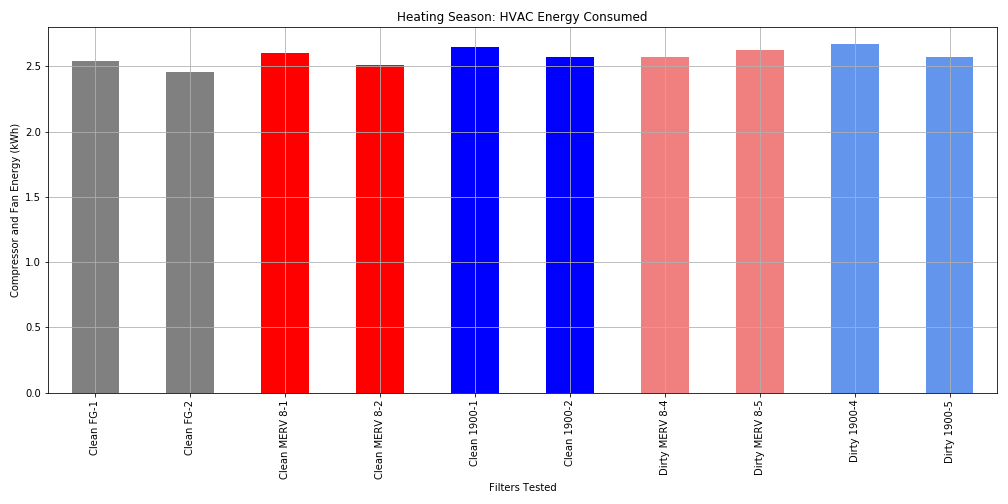 Heating Season: HVAC Energy Consumed
Compressor and Fan Energy (kWh)
2.5
2.0
1.5
1.0
0.5
0.0
Clean FG-1
Clean FG-2
Clean MERV 8-1
Clean MERV 8-2
Clean 1900-1
Clean 1900-2
Dirty MERV 8-4
Dirty MERV 8-5
Dirty 1900-4
Dirty 1900-5
Filters Tested